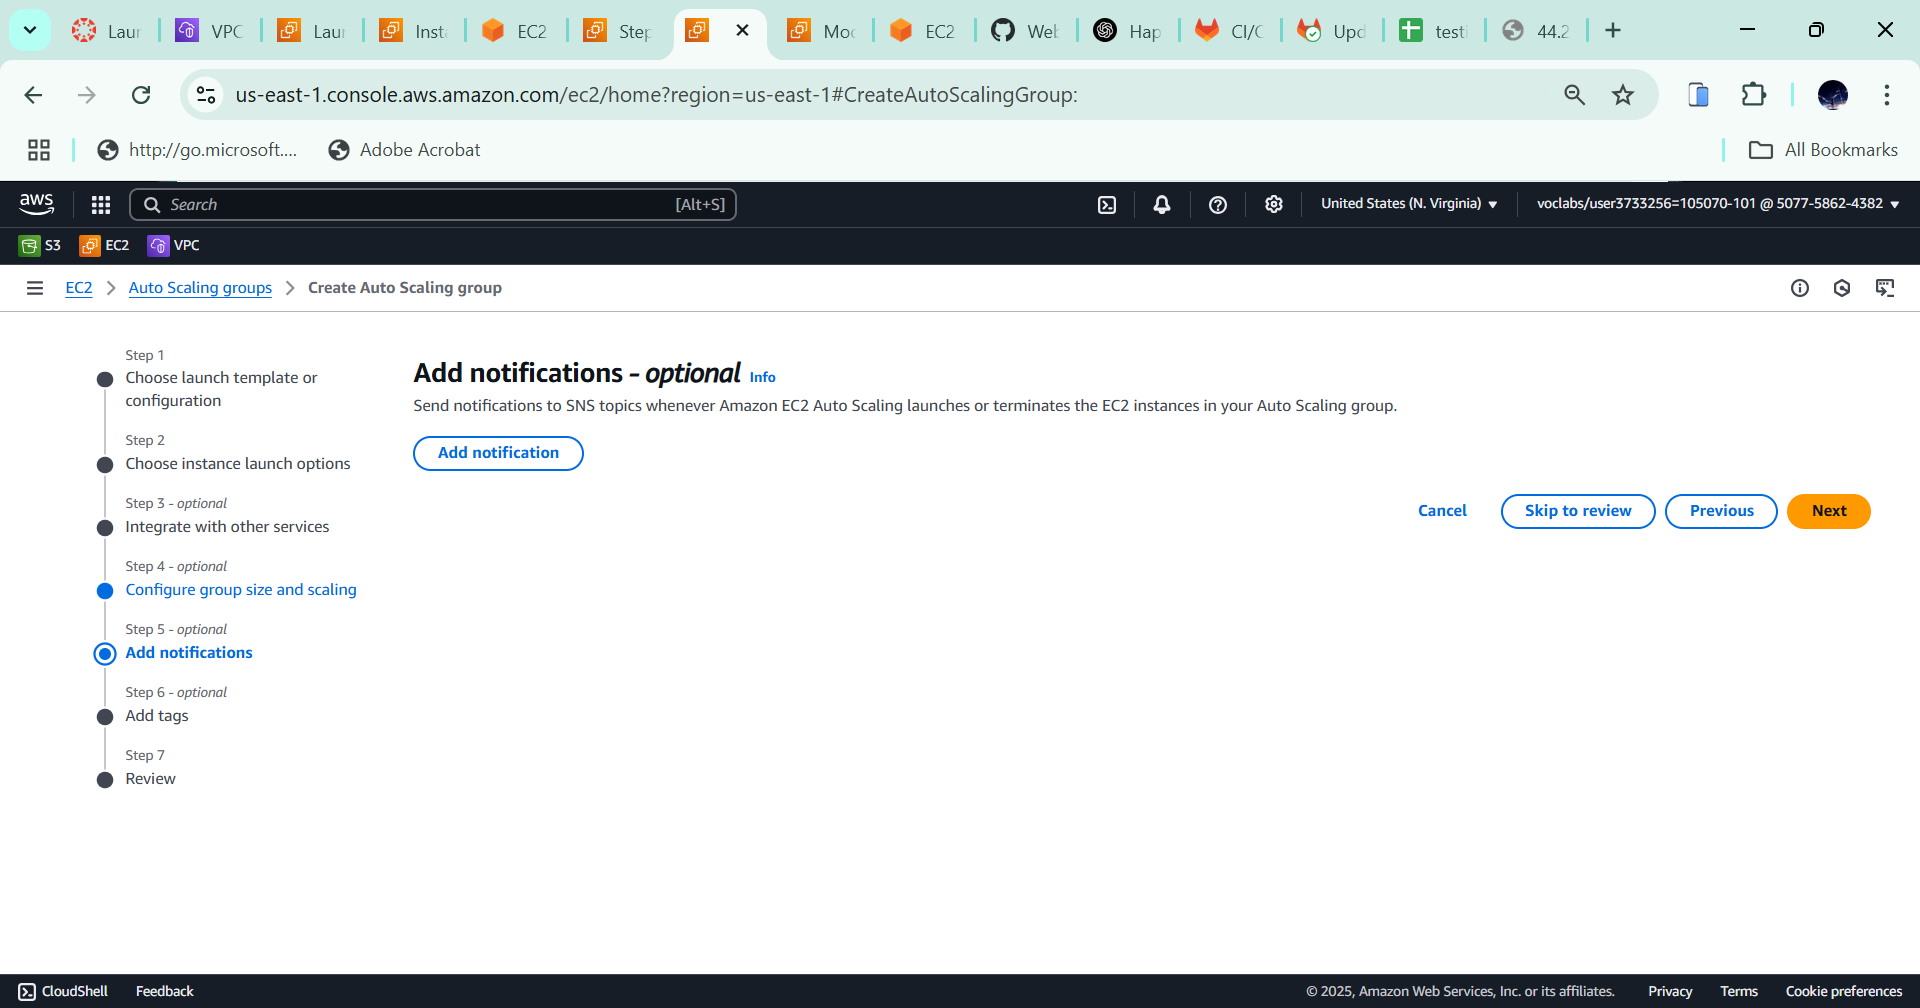 Laun
VPC
Laun
Insta
EC2
Step
Mod
EC2
Web
Hap
CI/C
Upd
testi
44.2
us-east-1.console.aws.amazon.com/ec2/home?region=us-east-1#CreateAutoScalingGroup:
http://go.microsoft....
Adobe Acrobat
All Bookmarks
aws
Search
[Alt+S]
United States (N. Virginia)
voclabs/user3733256=105070-101 @ 5077-5862-4382
S3
EC2
VPC
EC2
Auto Scaling groups
Create Auto Scaling group
Step 1
Choose launch template or
configuration
Step 2
Choose instance launch options
Step 3 - optional
Integrate with other services
Step 4 - optional
Configure group size and scaling
Step 5 - optional
Add notifications
Step 6 - optional
Add tags
Step 7
Review
Add notifications - optional Info
Send notifications to SNS topics whenever Amazon EC2 Auto Scaling launches or terminates the EC2 instances in your Auto Scaling group.
Add notification
Cancel
Skip to review
Previous
Next
CloudShell
Feedback
© 2025, Amazon Web Services, Inc. or its affiliates.
Privacy
Terms
Cookie preferences